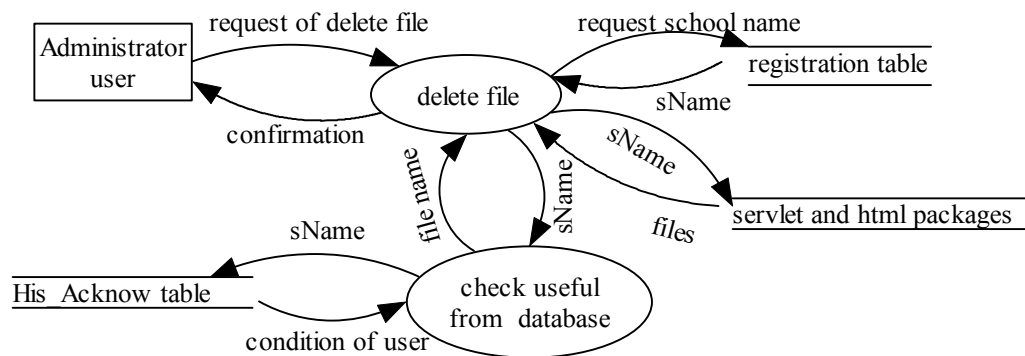 request of delete file
request school name
Administrator
user
registration table
delete file
sName
confirmation
sName
file name
sName
servlet and html packages
files
sName
His_Acknow table
check useful
from database
condition of user